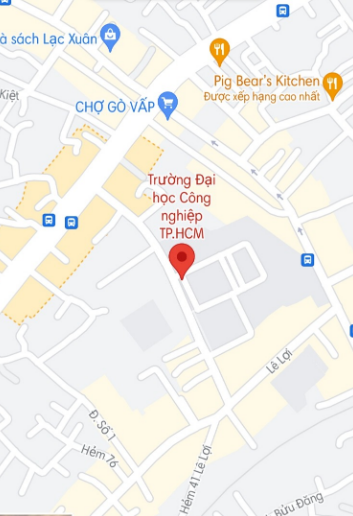 à sách Lạc Xuân
Pig Bear's Kitchen
Được xếp hạng cao nhất
Kiệt
CHỢ GÒ VẤP
Trường Đại
học Công
nghiệp
TP.HCM
Lê Lợi
Đ. Số 1
Hẻm 76
Hẻm 41 Lê Lợi
Bửu Đăng